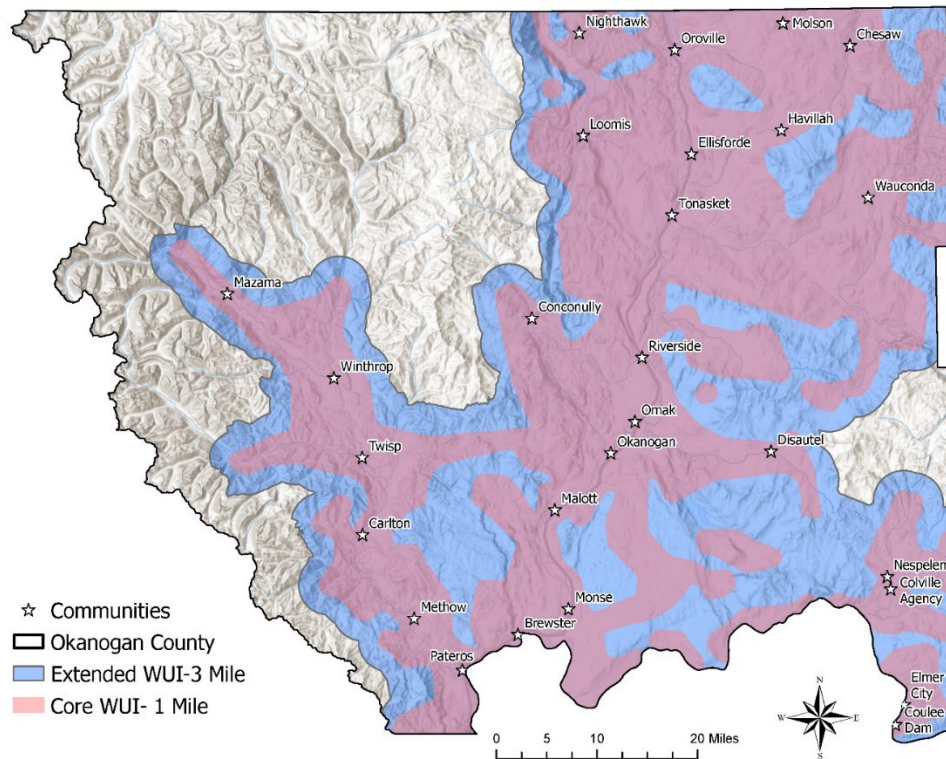 Nighthawk
Molson
Oroville
Chesaw
Loomis
Havillah
Ellisforde
Wauconda
Tonasket
Mazama
Conconully
Riverside
Winthrop
Omak
Okanogan
Disautel
Twisp
Malott
Carlton
Nespelem
Colville
Agency
Communities
Methow
Monse
Okanogan County
Brewster
Pateros
Extended WUI-3 Mile
Elmer
City
Core WUI- 1 Mile
Coulee
Dam
N
W E
S
0 5 10 20 Miles